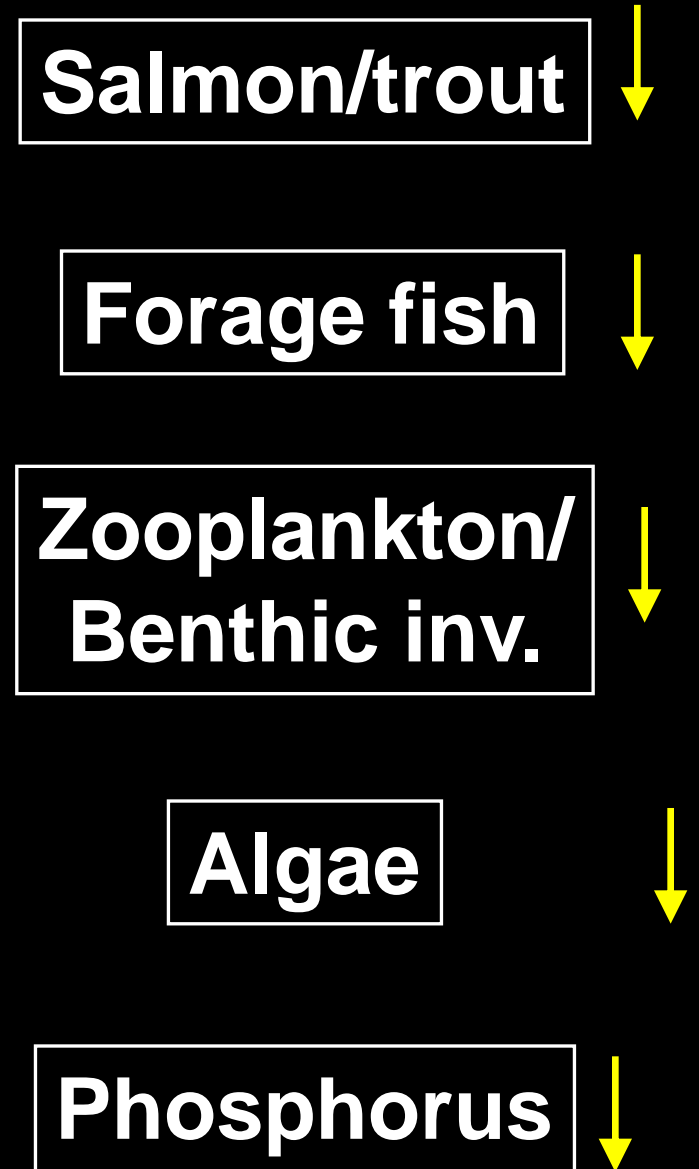 Salmon/trout
Forage fish
Zooplankton/
Benthic inv.
Algae
Phosphorus